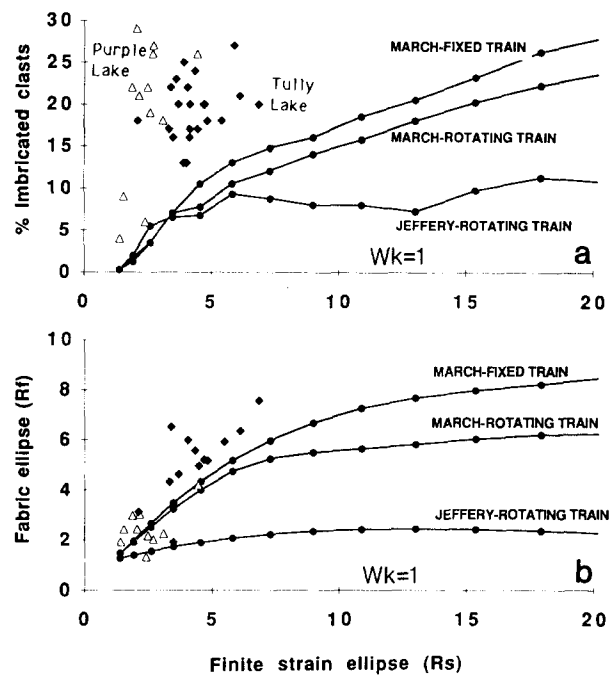 % Imbricated clasts
30
25
20
15
10
5
0
Purple
Lake
Tully
Lake
MARCH-FIXED TRAIN
MARCH-ROTATING TRAIN
JEFFERY-ROTATING TRAIN
Wk=1
a
0 5 10 15 20
Fabric ellipse (Rf)
10
8
6
4
2
0
MARCH-FIXED TRAIN
MARCH-ROTATING TRAIN
JEFFERY-ROTATING TRAIN
Wk=1
b
0 5 10 15 20
Finite strain ellipse (Rs)